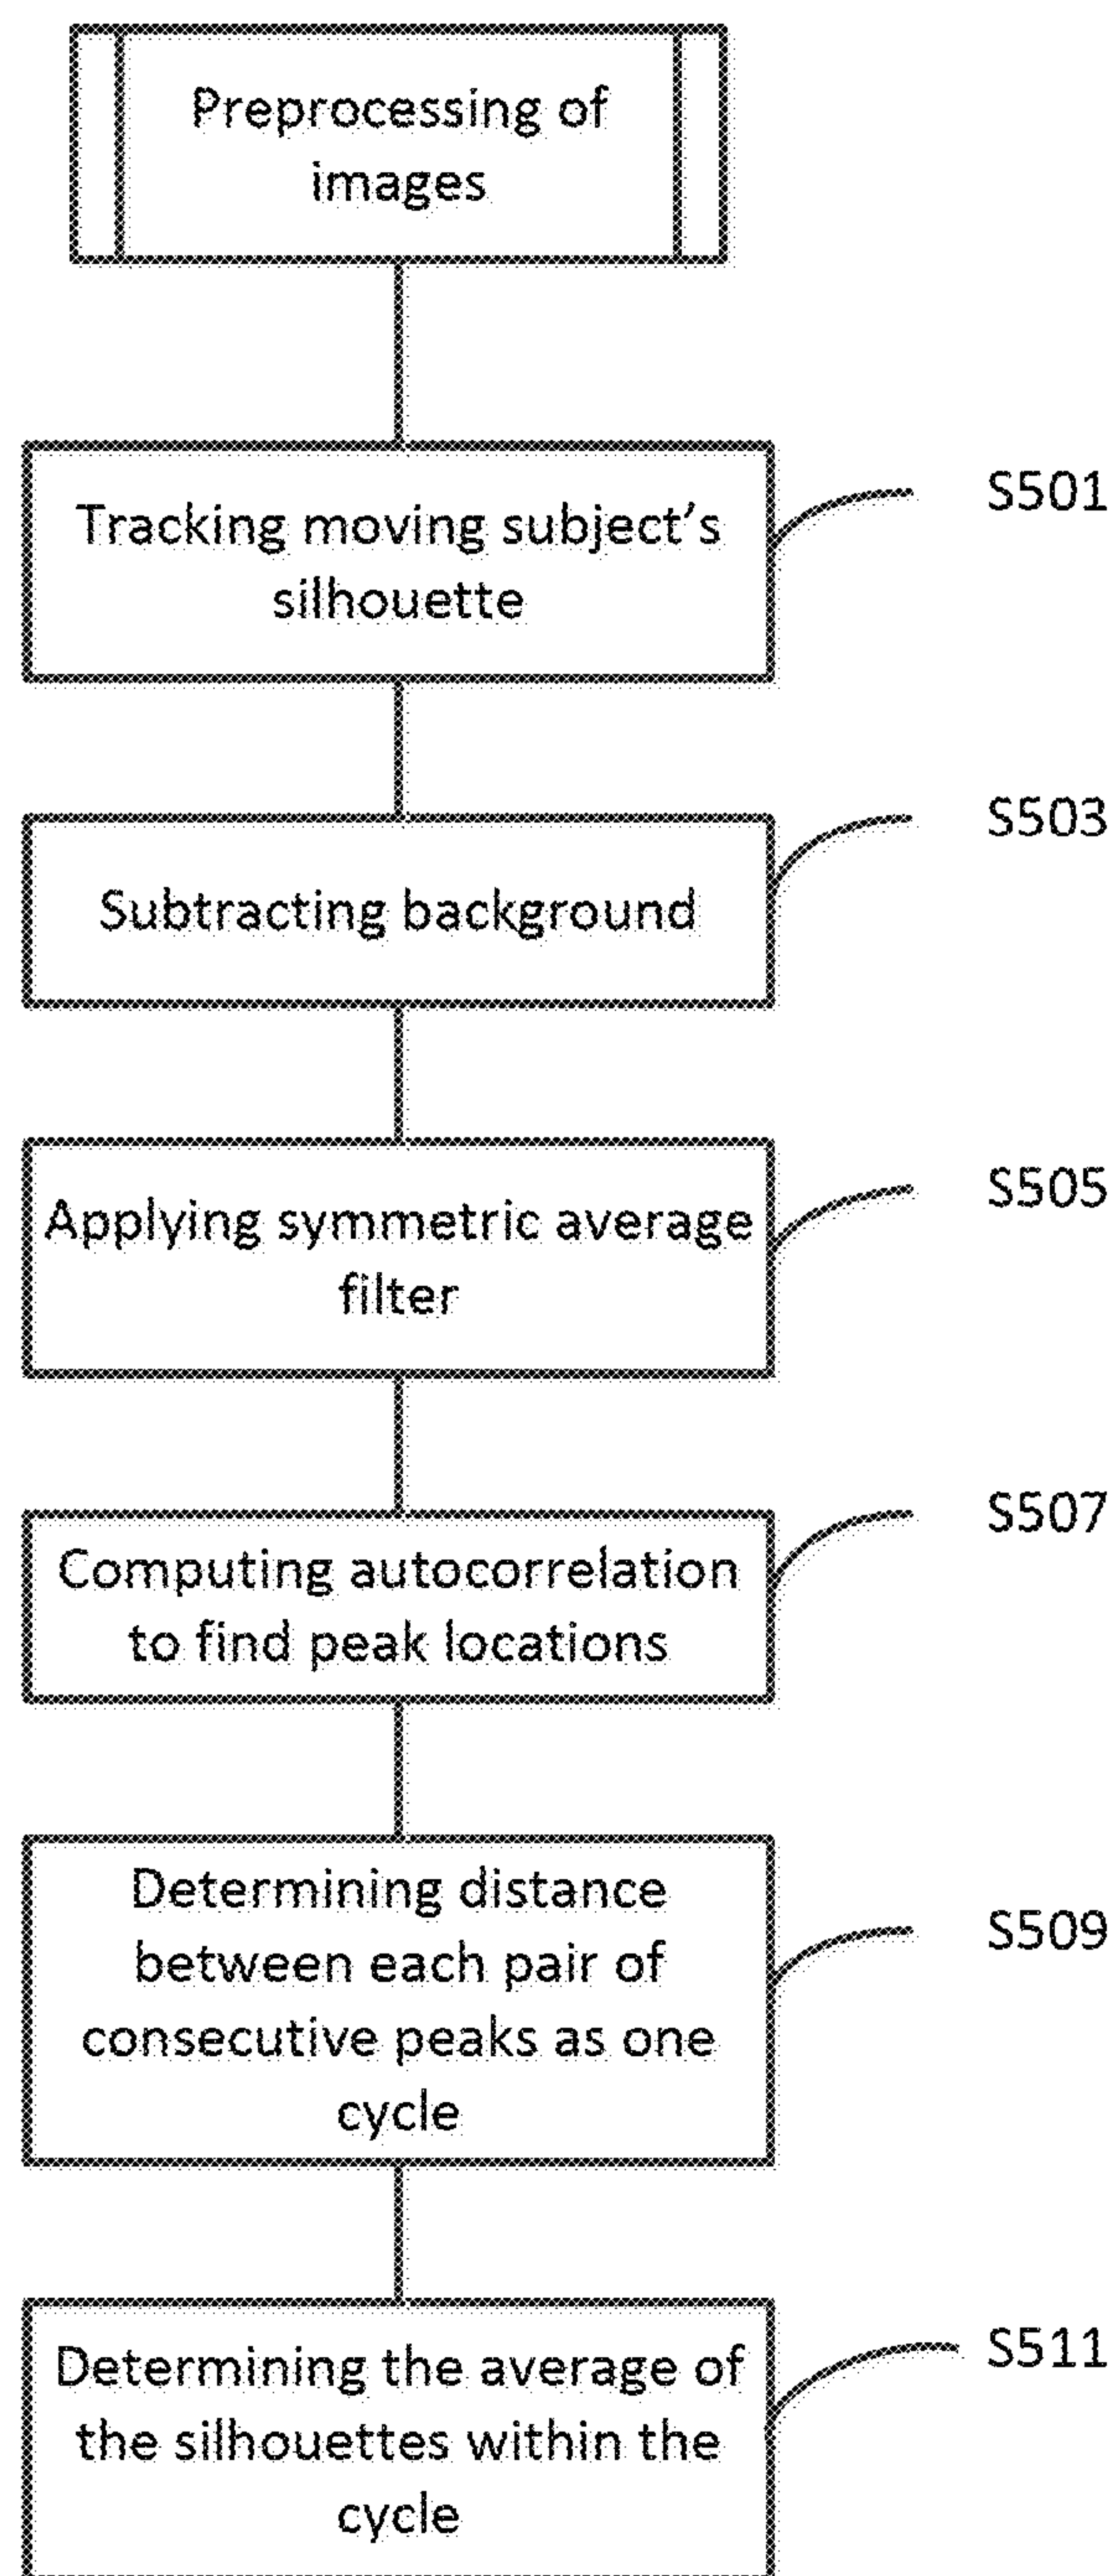 Preprocessing of
images
Tracking moving subject's
silhouette
S501
Subtracting background
S503
Applying symmetric average
filter
S505
Computing autocorrelation
to find peak locations
S507
Determining distance
between each pair of
consecutive peaks as one
cycle
S509
Determining the average of
the silhouettes within the
cycle
S511